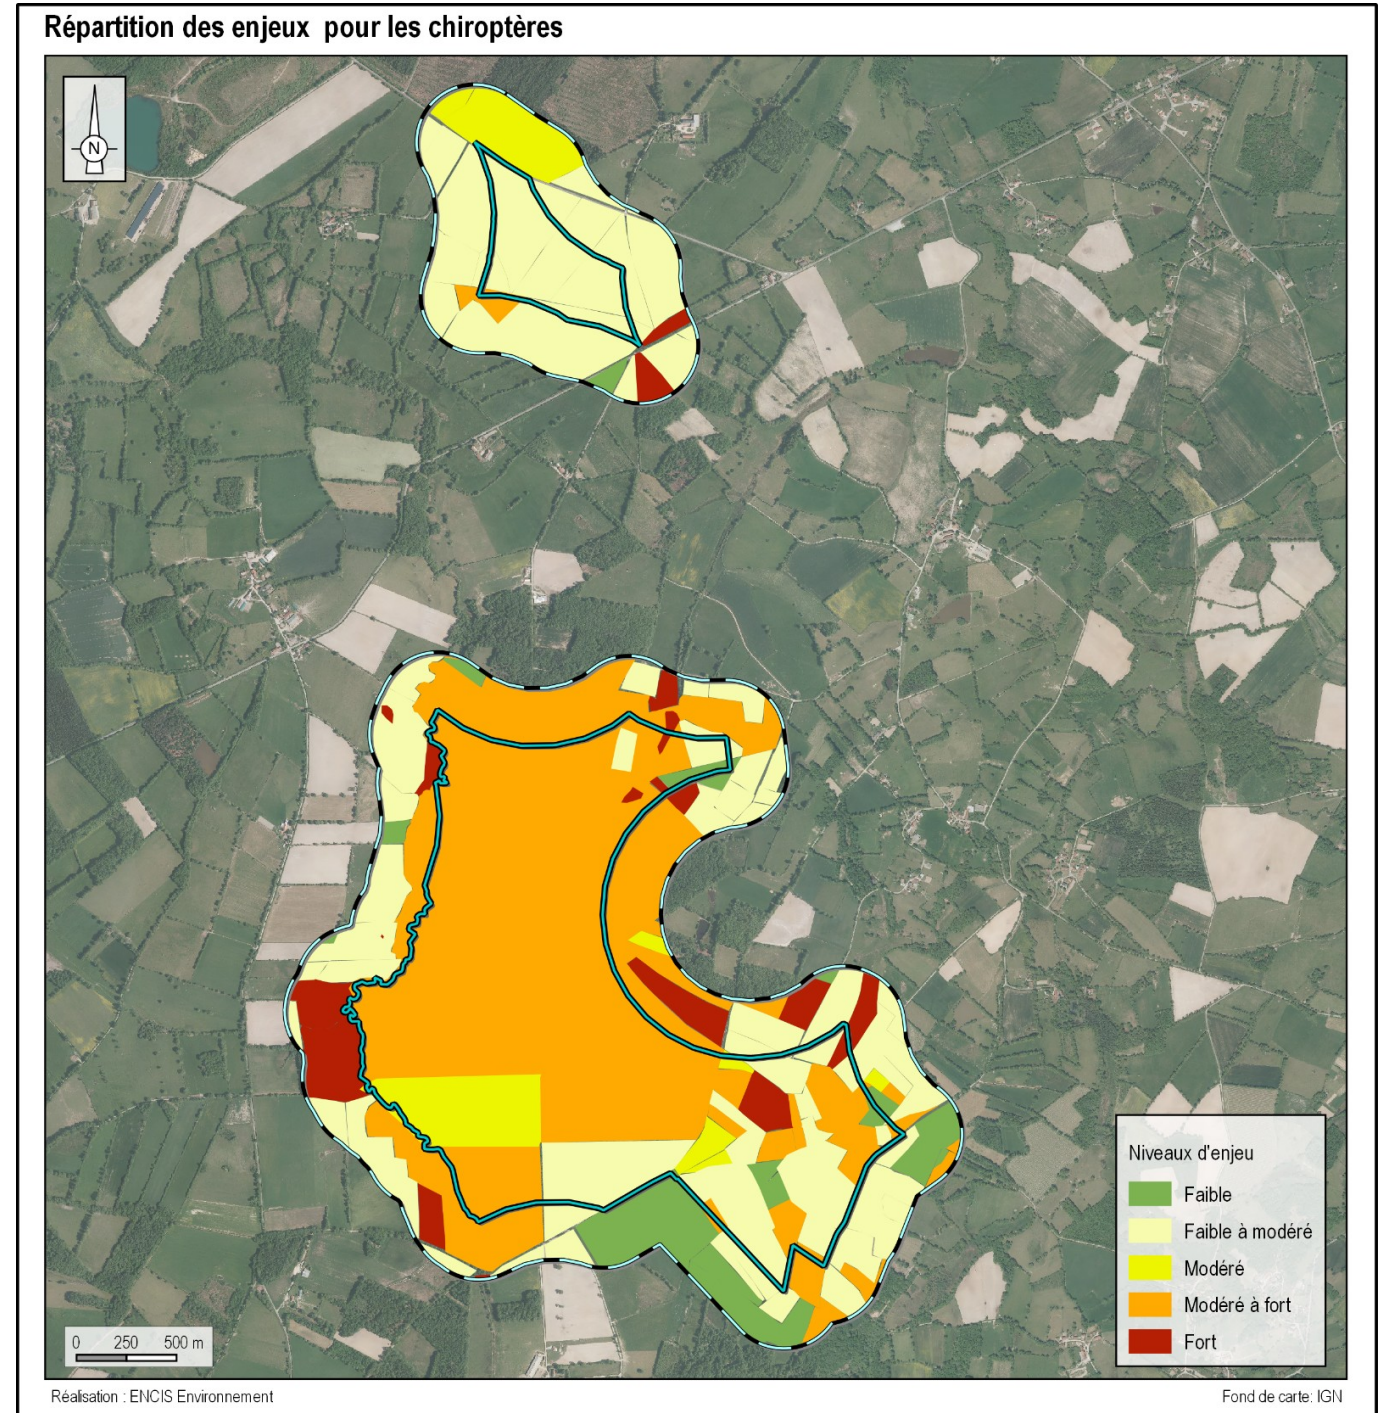 Répartition des enjeux pour les chiroptères
N
Niveaux d'enjeu
Faible
Faible à modéré
Modéré
Modéré à fort
Fort
0 250 500 m
Réalisation : ENCIS Environnement
Fond de carte: IGN